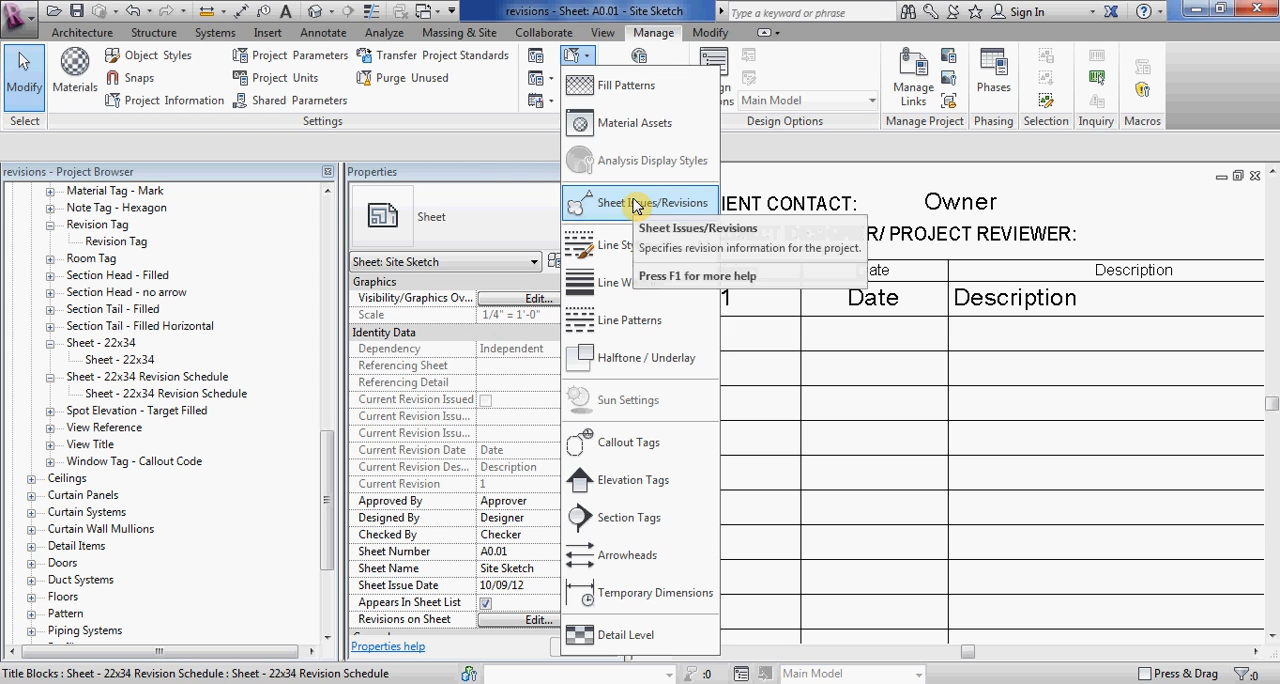 revisions - Sheet: A0.01 - Site Sketch
Type a keyword or phrase
Sign In
Architecture Structure Systems Insert Annotate Analyze Massing & Site Collaborate View Manage Modify
Modify
Materials
Object Styles
Snaps
Project Information
Project Parameters
Project Units
Shared Parameters
Transfer Project Standards
Purge Unused
Main Model
Manage Links
Phases
Select
Settings
Design Options
Manage Project
Phasing
Selection
Inquiry
Macros
revisions - Project Browser
Material Tag - Mark
Note Tag - Hexagon
Revision Tag
Revision Tag
Room Tag
Section Head - Filled
Section Head - no arrow
Section Tail - Filled
Section Tail - Filled Horizontal
Sheet - 22x34
Sheet - 22x34
Sheet - 22x34 Revision Schedule
Sheet - 22x34 Revision Schedule
Spot Elevation - Target Filled
View Reference
View Title
Window Tag - Callout Code
Ceilings
Curtain Panels
Curtain Systems
Curtain Wall Mullions
Detail Items
Doors
Duct Systems
Floors
Pattern
Piping Systems
Properties
Sheet
Sheet: Site Sketch
Graphics
Visibility/Graphics Ov... Edit...
Scale 1/4" = 1'-0"
Identity Data
Dependency Independent
Referencing Sheet
Referencing Detail
Current Revision Issued
Current Revision Issu...
Current Revision Issu...
Current Revision Date Date
Current Revision Des... Description
Current Revision 1
Approved By Approver
Designed By Designer
Checked By Checker
Sheet Number A0.01
Sheet Name Site Sketch
Sheet Issue Date 10/09/12
Appears In Sheet List
Revisions on Sheet Edit...
Properties help
Fill Patterns
Material Assets
Analysis Display Styles
Sheet Issues/Revisions
Line
Line W
Line Patterns
Halftone / Underlay
Sun Settings
Callout Tags
Elevation Tags
Section Tags
Arrowheads
Temporary Dimensions
Detail Level
Sheet Issues/Revisions
Specifies revision information for the project.
Press F1 for more help
IENT CONTACT: Owner
/ PROJECT REVIEWER:
ate Description
1 Date Description
Title Blocks : Sheet - 22x34 Revision Schedule : Sheet - 22x34 Revision Schedule
:0
Main Model
Press & Drag
:0